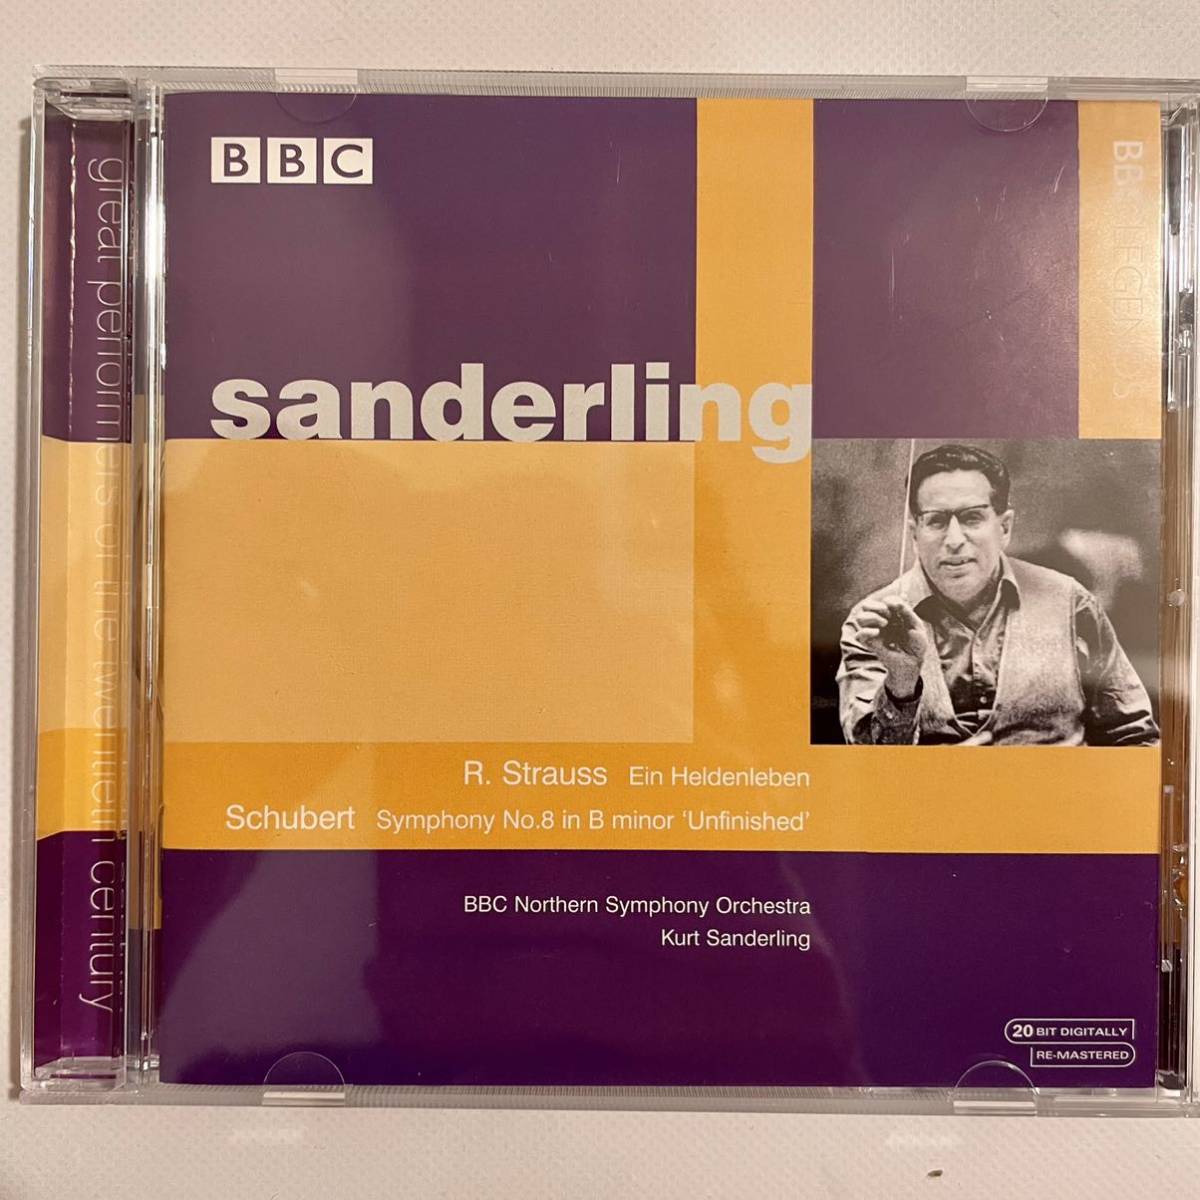 BBC
BBC LEGENDS
great performers of the twentieth century
sanderling
R. Strauss Ein Heldenleben
Schubert Symphony No.8 in B minor ‘Unfinished’
BBC Northern Symphony Orchestra
Kurt Sanderling
20 BIT DIGITALLY
RE-MASTERED